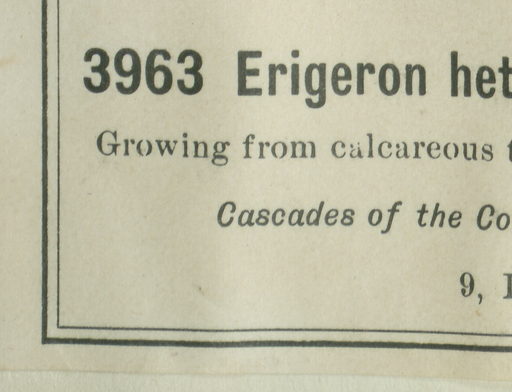 3963 Erigeron het
Growing from calcareous t
Cascades of the Co
9, I